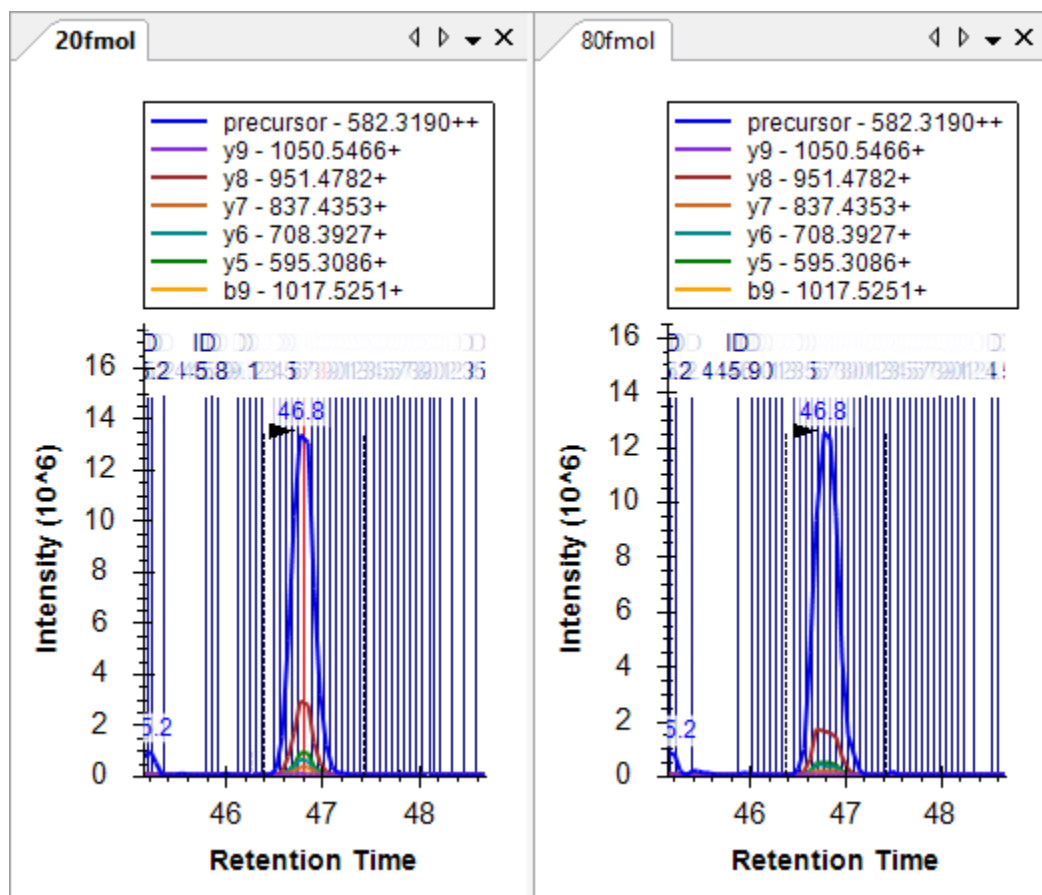 20fmol
precursor - 582.3190++
y9 - 1050.5466+
y8 - 951.4782+
y7 - 837.4353+
y6 - 708.3927+
y5 - 595.3086+
b9 - 1017.5251+
ID
46.8
5.2
16
14
12
10
8
6
4
2
0
Intensity (10^6)
46 47 48
Retention Time
80fmol
precursor - 582.3190++
y9 - 1050.5466+
y8 - 951.4782+
y7 - 837.4353+
y6 - 708.3927+
y5 - 595.3086+
b9 - 1017.5251+
ID
46.8
5.2
16
14
12
10
8
6
4
2
0
Intensity (10^6)
46 47 48
Retention Time